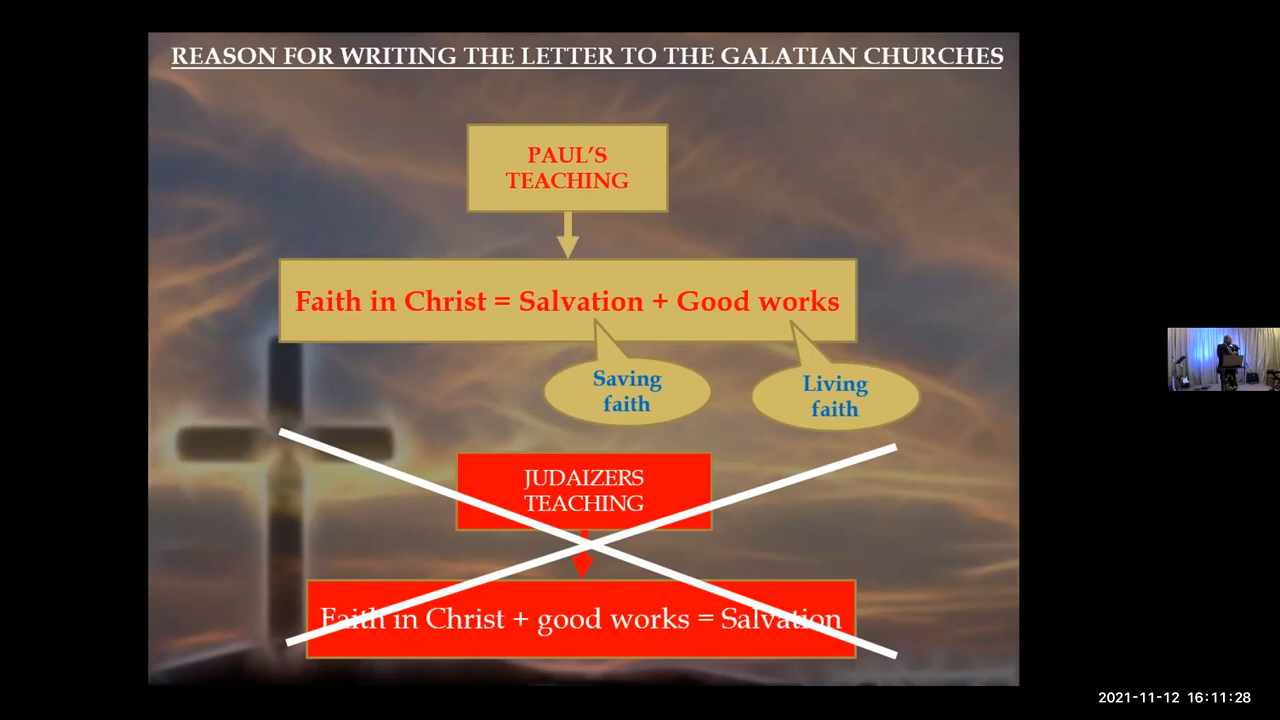 REASON FOR WRITING THE LETTER TO THE GALATIAN CHURCHES
PAUL'S
TEACHING
Faith in Christ = Salvation + Good works
Saving
faith
Living
faith
JUDAIZERS
TEACHING
Faith in Christ + good works = Salvation
2021-11-12 16:11:28